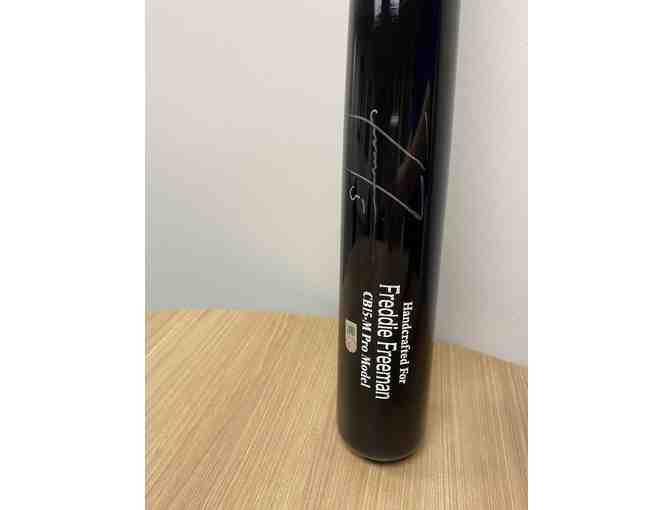 Handcrafted For
Freddie Freeman
CB15-M Pro Model